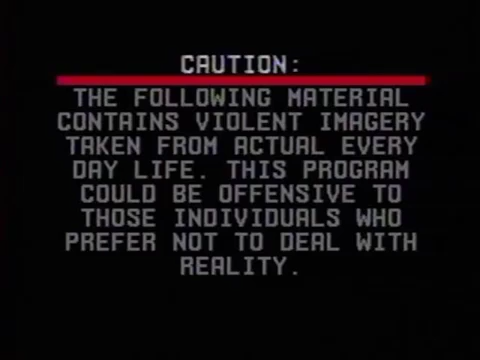 CAUTION:
THE FOLLOWING MATERIAL
CONTAINS VIOLENT IMAGERY
TAKEN FROM ACTUAL EVERY
DAY LIFE. THIS PROGRAM
COULD BE OFFENSIVE TO
THOSE INDIVIDUALS WHO
PREFER NOT TO DEAL WITH
REALITY.